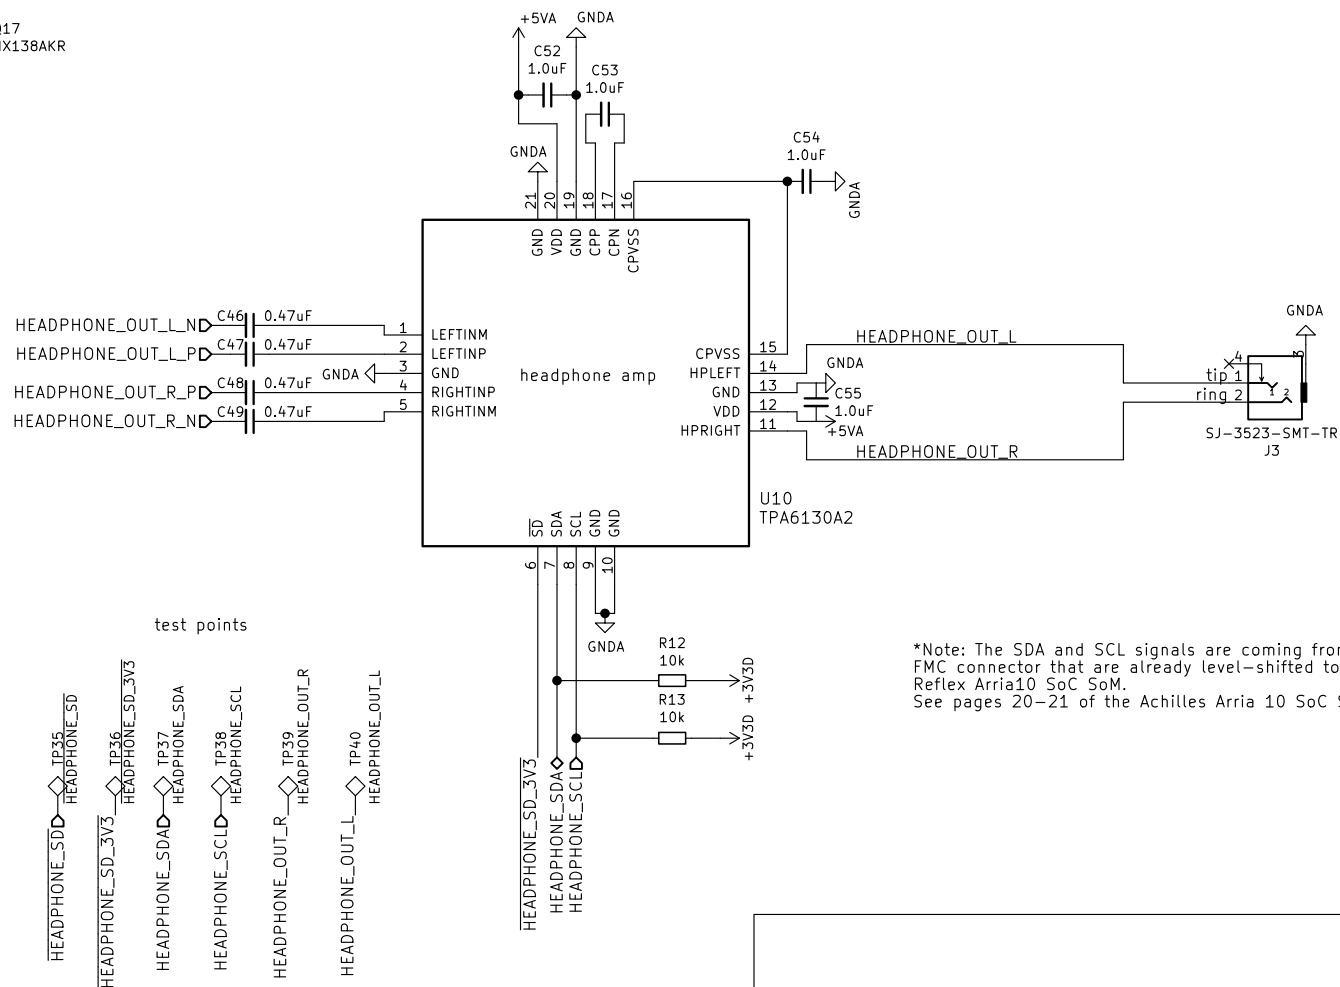 +5VA
GNDA
C52
1.0uF
C53
1.0uF
C54
1.0uF
GNDA
GNDA
21
20
19
18
17
16
GND
VDD
GND
CPP
CPN
CPVSS
HEADPHONE_OUT_L_N
C46
0.47uF
1
LEFTINM
HEADPHONE_OUT_L_P
C47
0.47uF
2
LEFTINP
GNDA
3
GND
HEADPHONE_OUT_R_P
C48
0.47uF
4
RIGHTINP
HEADPHONE_OUT_R_N
C49
0.47uF
5
RIGHTINM
headphone amp
CPVSS
15
HPLEFT
14
GND
13
VDD
12
HPRIGHT
11
GNDA
C55
1.0uF
+5VA
HEADPHONE_OUT_L
HEADPHONE_OUT_R
GNDA
4
3
tip 1
ring 2
1
2
SJ-3523-SMT-TR
J3
U10
TPA6130A2
SD
SDA
SCL
GND
GND
6
7
8
9
10
GNDA
R12
10k
+3V3D
R13
10k
+3V3D
HEADPHONE_SD_3V3
HEADPHONE_SDA
HEADPHONE_SCL
test points
TP35
HEADPHONE_SD
HEADPHONE_SD
TP36
HEADPHONE_SD_3V3
HEADPHONE_SD_3V3
TP37
HEADPHONE_SDA
HEADPHONE_SDA
TP38
HEADPHONE_SCL
HEADPHONE_SCL
TP39
HEADPHONE_OUT_R
HEADPHONE_OUT_R
TP40
HEADPHONE_OUT_L
HEADPHONE_OUT_L
*Note: The SDA and SCL signals are coming
FMC connector that are already level-shifted to
Reflex Arria10 SoC SoM.
See pages 20-21 of the Achilles Arria 10 SoC